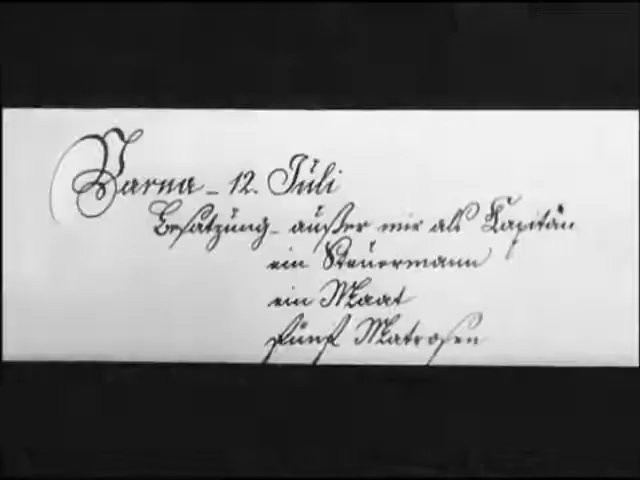 Varna - 12. Juli
Besatzung - außer mir als Kapitän
ein Steuermann
ein Maat
fünf Matrosen